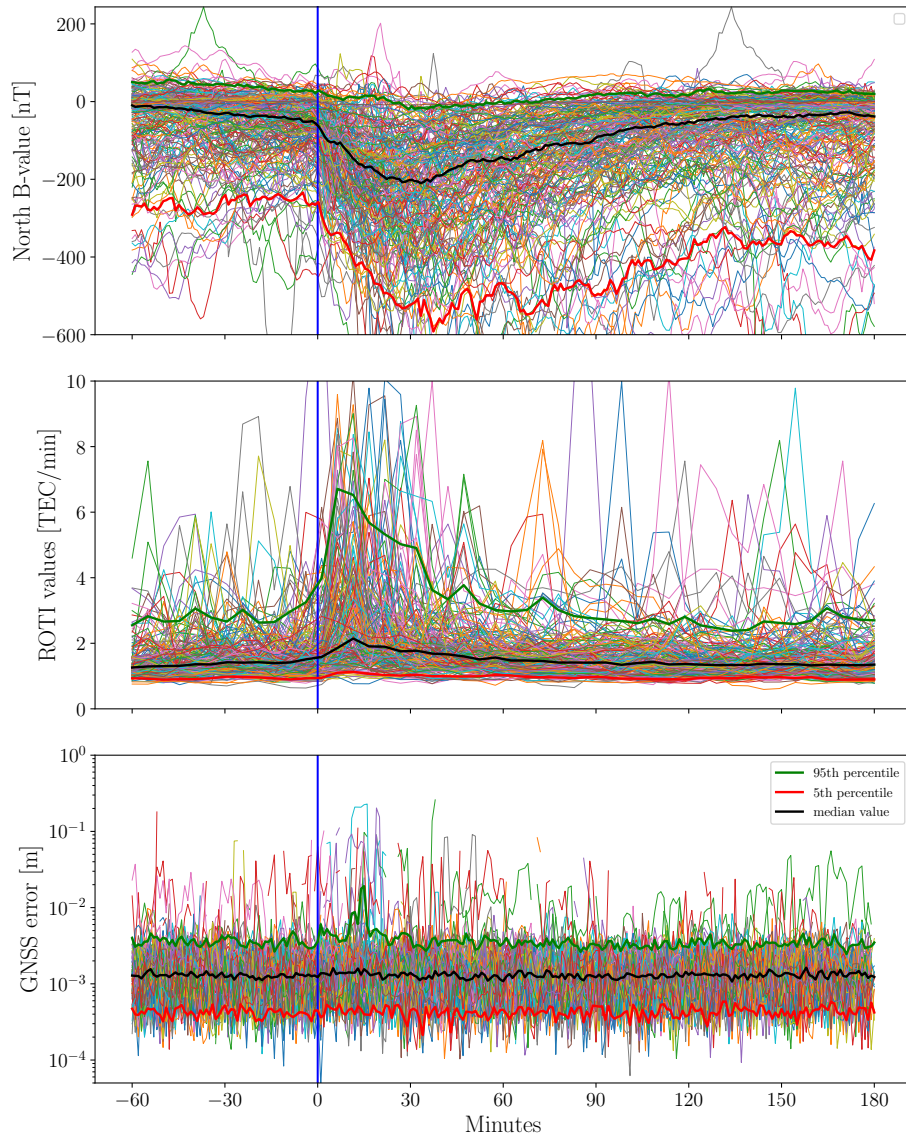 200
0
−200
−400
−600
North B-value [nT]
10
8
6
4
2
0
ROTI values [TEC/min]
10⁰
10⁻¹
10⁻²
10⁻³
10⁻⁴
GNSS error [m]
95th percentile
5th percentile
median value
−60 −30 0 30 60 90 120 150 180
Minutes